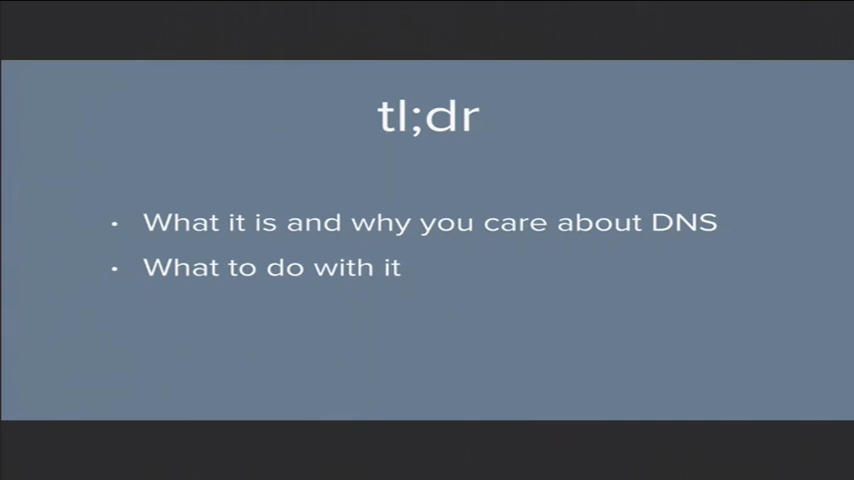 tl;dr
• What it is and why you care about DNS
• What to do with it